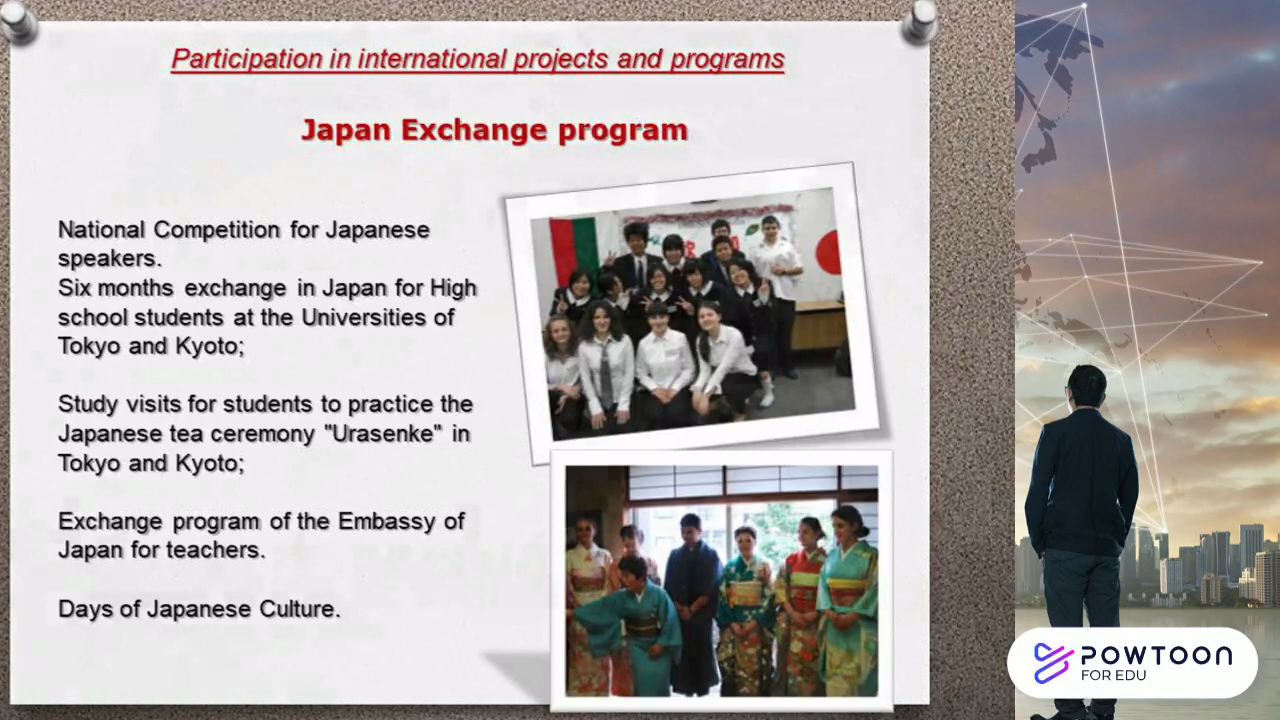 Participation in international projects and programs
Japan Exchange program
National Competition for Japanese
speakers.
Six months exchange in Japan for High
school students at the Universities of
Tokyo and Kyoto;
Study visits for students to practice the
Japanese tea ceremony "Urasenke" in
Tokyo and Kyoto;
Exchange program of the Embassy of
Japan for teachers.
Days of Japanese Culture.
POWTOON
FOR EDU